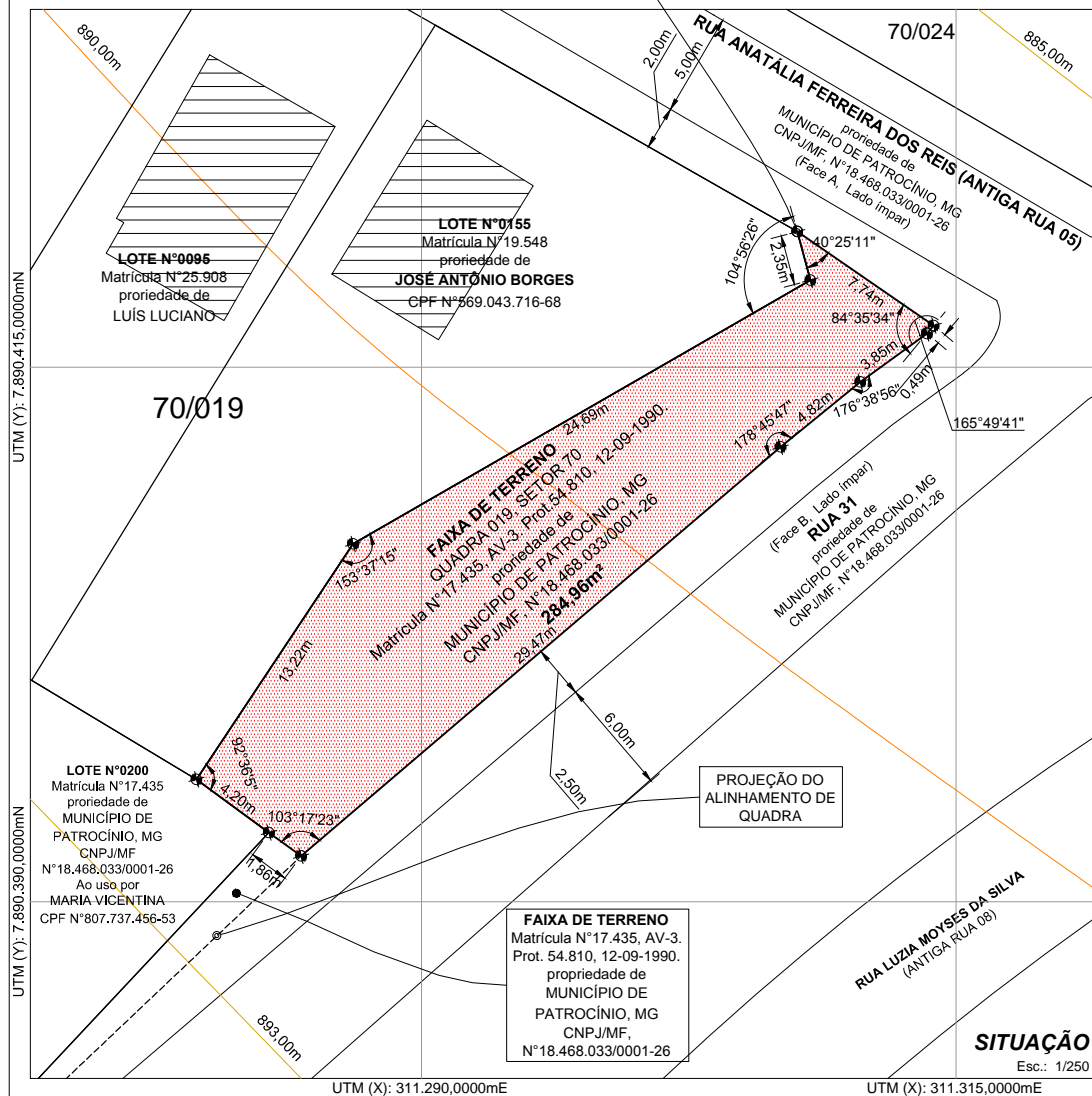 890,00m
2,00m
5,00m
70/024
885,00m
RUA ANATÁLIA FERREIRA DOS REIS (ANTIGA RUA 05)
proriedade de
MUNICÍPIO DE PATROCÍNIO, MG
CNPJ/MF, N°18.468.033/0001-26
(Face A, Lado ímpar)
LOTE N°0095
Matrícula N°25.908
proriedade de
LUÍS LUCIANO
LOTE N°0155
Matrícula N°19.548
proriedade de
JOSÉ ANTÔNIO BORGES
CPF N°569.043.716-68
104°56'26"
2,35m
40°25'11"
7,74m
84°35'34"
3,85m
0,49m
176°38'56"
4,82m
178°45'47"
165°49'41"
UTM (Y): 7.890.415,0000mN
70/019
24,69m
FAIXA DE TERRENO
QUADRA 019, SETOR 70
Matrícula N°17.435, AV-3. Prot.54.810, 12-09-1990.
proriedade de
MUNICÍPIO DE PATROCÍNIO, MG
CNPJ/MF, N°18.468.033/0001-26
284,96m²
29,47m
(Face B, Lado ímpar)
RUA 31
proriedade de
MUNICÍPIO DE PATROCÍNIO, MG
CNPJ/MF, N°18.468.033/0001-26
153°37'15"
13,22m
6,00m
2,50m
92°36'5"
4,20m
103°17'23"
1,86m
LOTE N°0200
Matrícula N°17.435
proriedade de
MUNICÍPIO DE
PATROCÍNIO, MG
CNPJ/MF
N°18.468.033/0001-26
Ao uso por
MARIA VICENTINA
CPF N°807.737.456-53
PROJEÇÃO DO
ALINHAMENTO DE
QUADRA
UTM (Y): 7.890.390,0000mN
FAIXA DE TERRENO
Matrícula N°17.435, AV-3.
Prot. 54.810, 12-09-1990.
propriedade de
MUNICÍPIO DE
PATROCÍNIO, MG
CNPJ/MF,
N°18.468.033/0001-26
RUA LUZIA MOYSES DA SILVA
(ANTIGA RUA 08)
893,00m
SITUAÇÃO
Esc.: 1/250
UTM (X): 311.290,0000mE
UTM (X): 311.315,0000mE